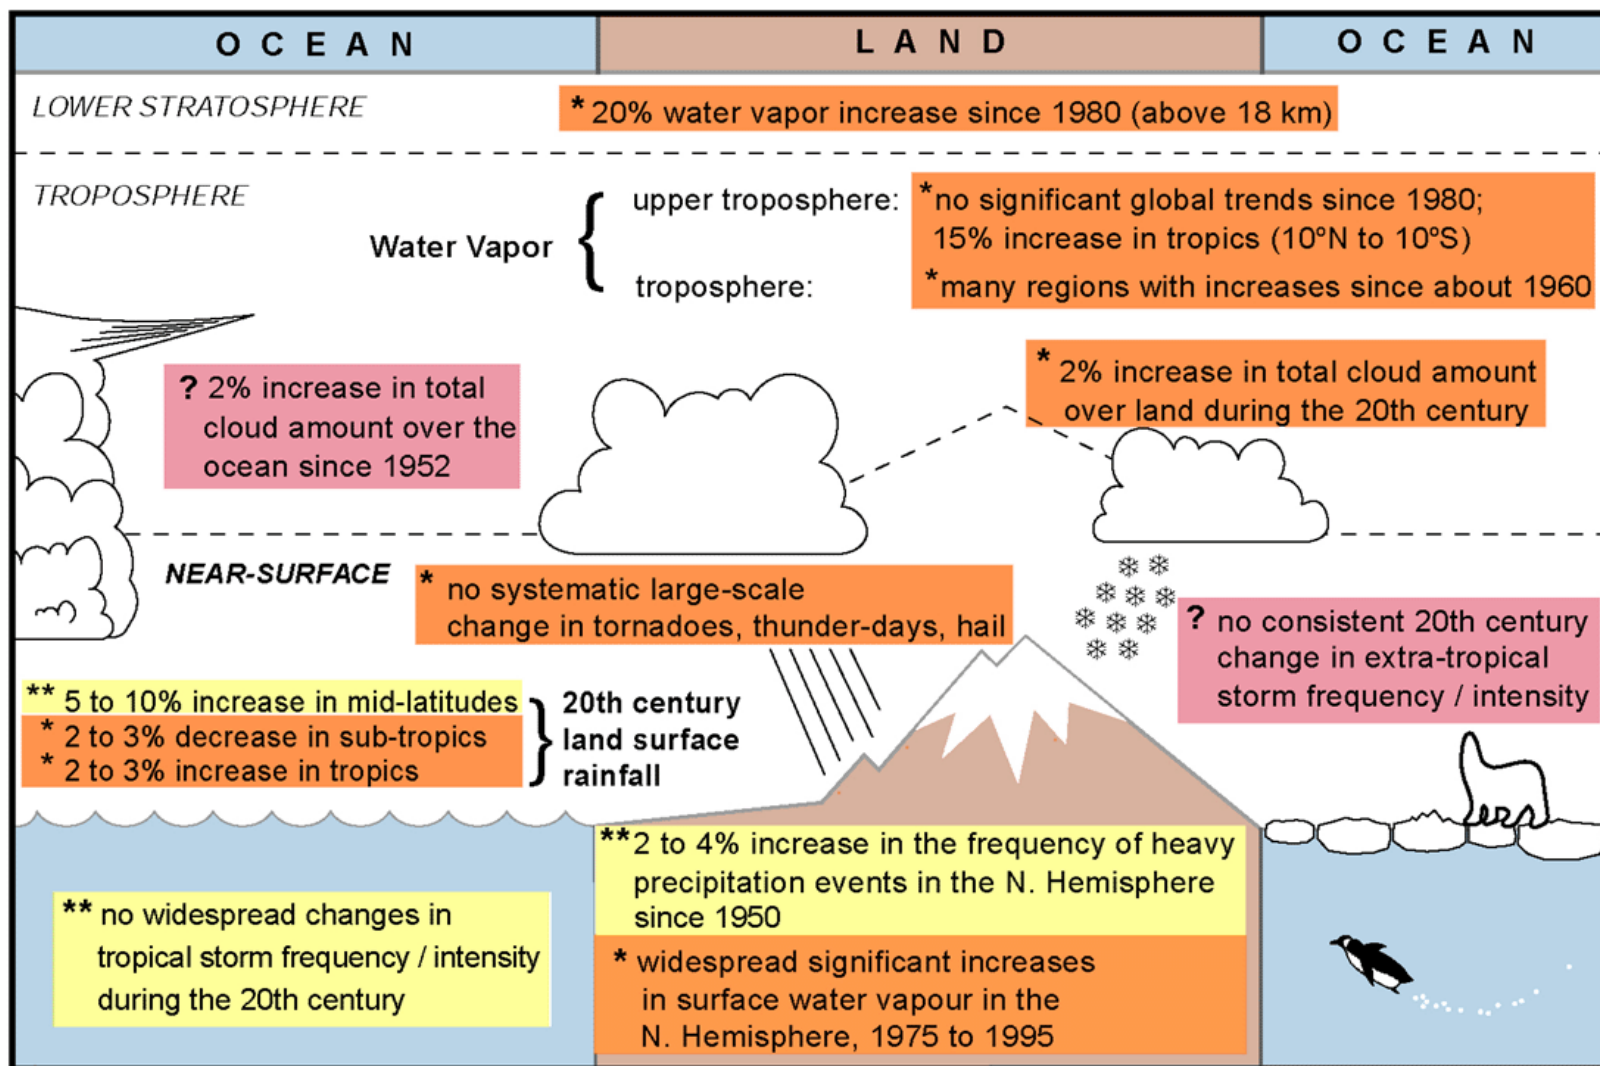 OCEAN LAND OCEAN
LOWER STRATOSPHERE
* 20% water vapor increase since 1980 (above 18 km)
TROPOSPHERE
Water Vapor
upper troposphere:
*no significant global trends since 1980;
15% increase in tropics (10°N to 10°S)
troposphere:
*many regions with increases since about 1960
? 2% increase in total
cloud amount over the
ocean since 1952
* 2% increase in total cloud amount
over land during the 20th century
NEAR-SURFACE
* no systematic large-scale
change in tornadoes, thunder-days, hail
? no consistent 20th century
change in extra-tropical
storm frequency / intensity
** 5 to 10% increase in mid-latitudes
* 2 to 3% decrease in sub-tropics
* 2 to 3% increase in tropics
20th century
land surface
rainfall
** no widespread changes in
tropical storm frequency / intensity
during the 20th century
**2 to 4% increase in the frequency of heavy
precipitation events in the N. Hemisphere
since 1950
* widespread significant increases
in surface water vapour in the
N. Hemisphere, 1975 to 1995